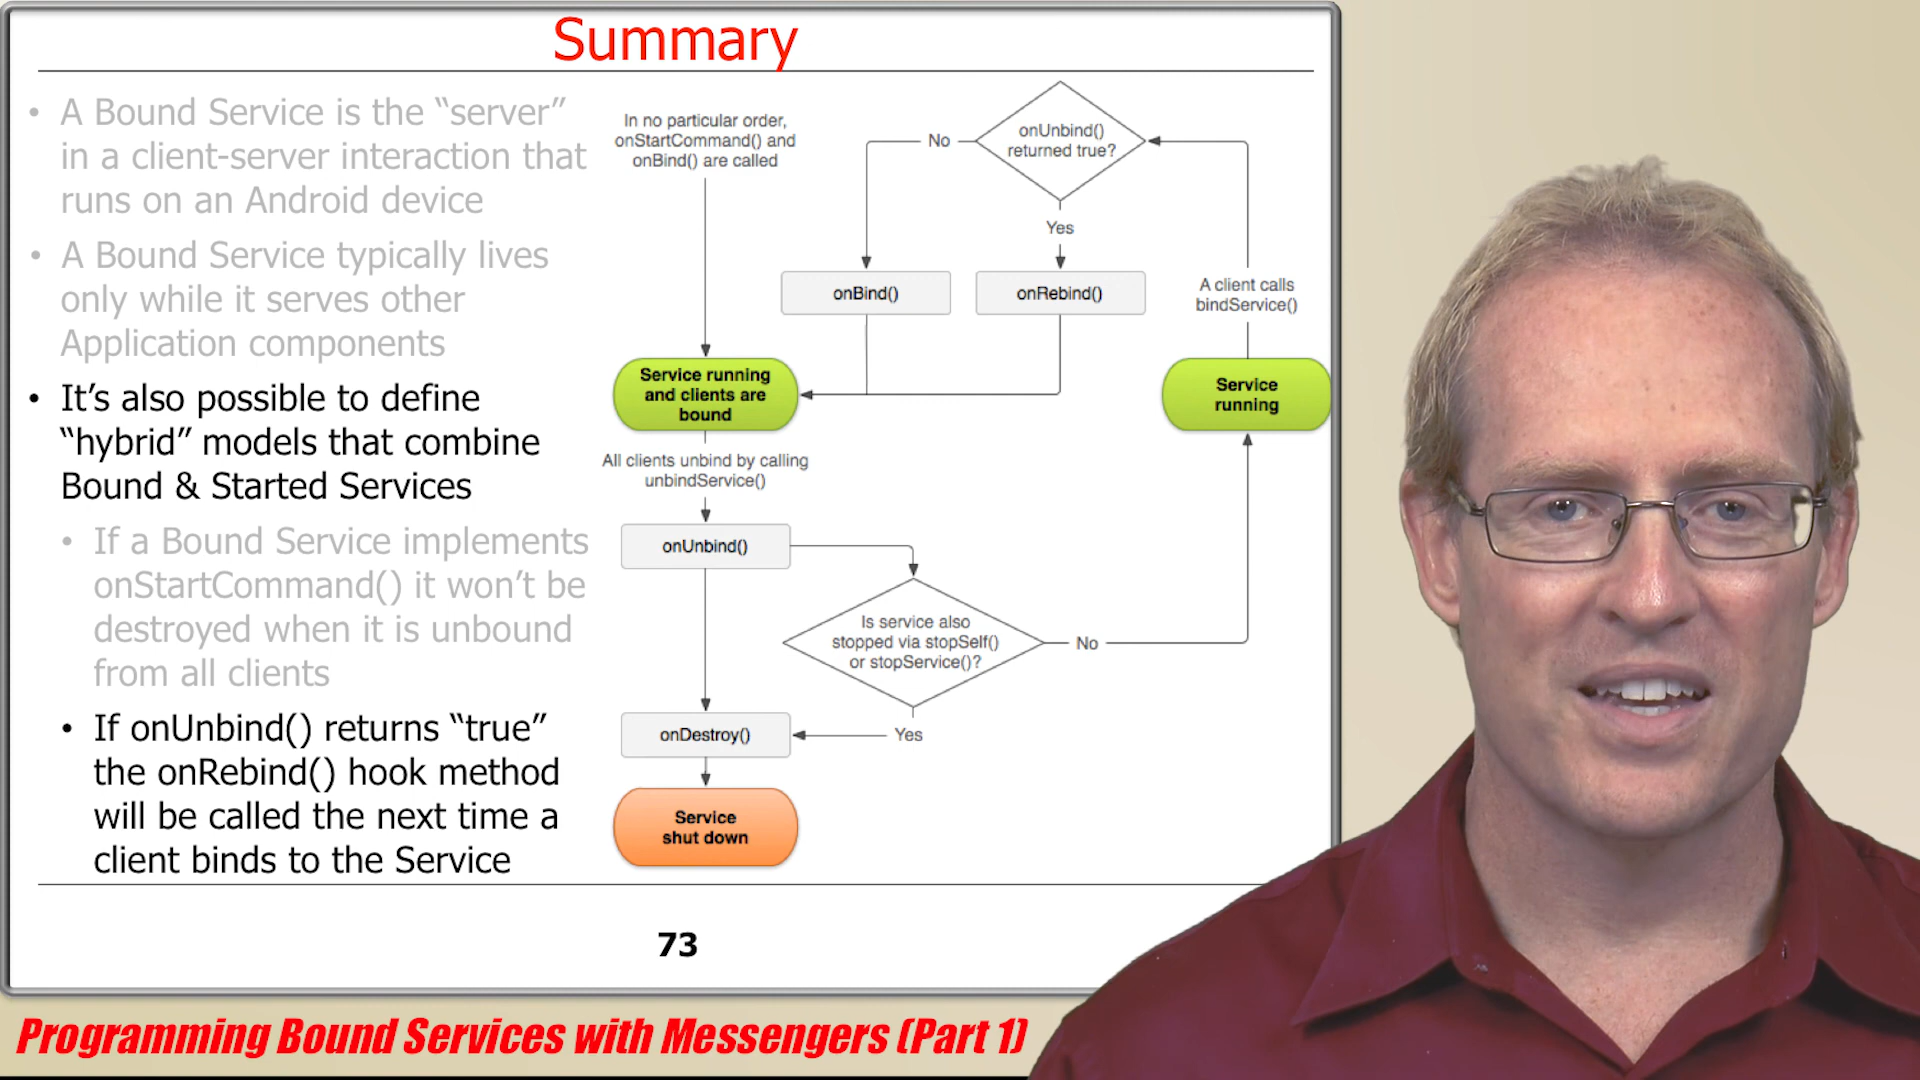 Summary
• A Bound Service is the “server”
in a client-server interaction that
runs on an Android device
• A Bound Service typically lives
only while it serves other
Application components
• It’s also possible to define
“hybrid” models that combine
Bound & Started Services
• If a Bound Service implements
onStartCommand() it won’t be
destroyed when it is unbound
from all clients
• If onUnbind() returns “true”
the onRebind() hook method
will be called the next time a
client binds to the Service
In no particular order,
onStartCommand() and
onBind() are called
onUnbind()
returned true?
No
Yes
onBind()
onRebind()
A client calls
bindService()
Service running
and clients are
bound
Service
running
All clients unbind by calling
unbindService()
onUnbind()
Is service also
stopped via stopSelf()
or stopService()?
No
Yes
onDestroy()
Service
shut down
73
Programming Bound Services with Messengers (Part 1)